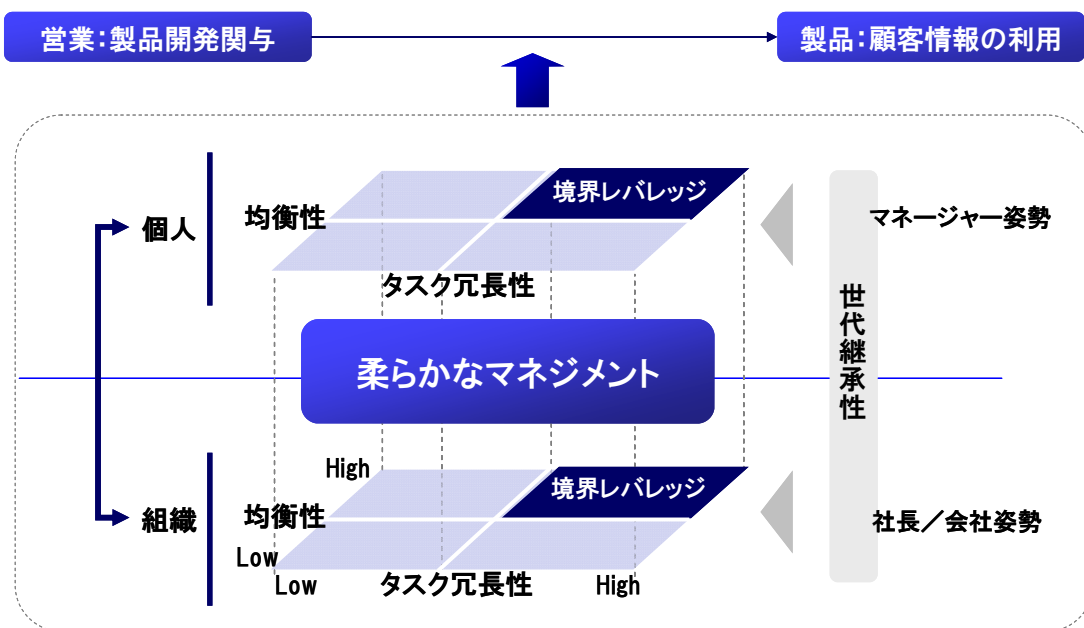 営業：製品開発関与
製品：顧客情報の利用
個人
均衡性
境界レバレッジ
タスク冗長性
マネージャー姿勢
柔らかなマネジメント
世代継承性
組織
High
均衡性
境界レバレッジ
Low
Low
タスク冗長性
High
社長／会社姿勢